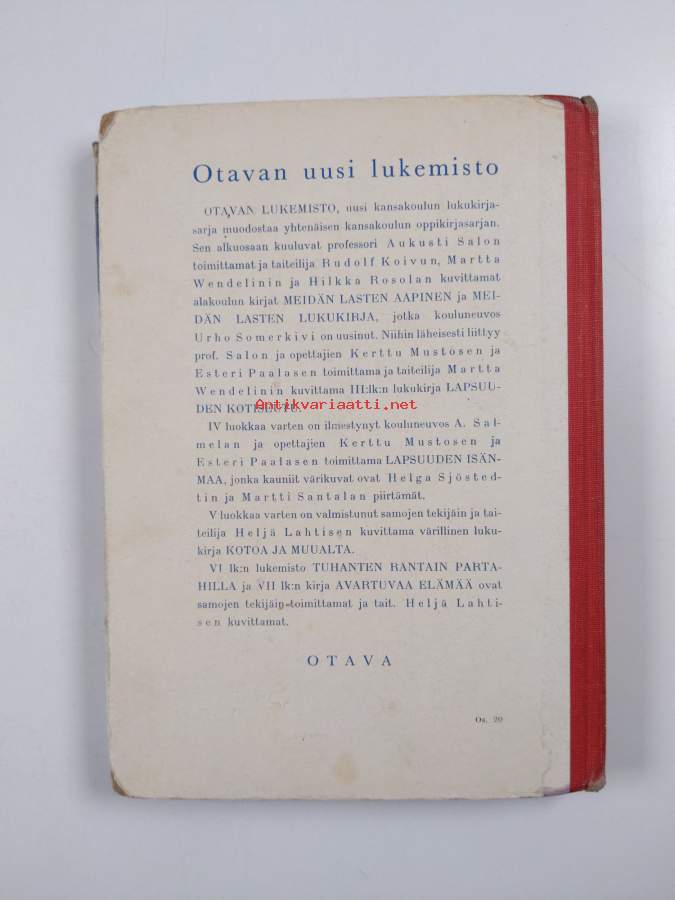 Otavan uusi lukemisto
OTAVAN LUKEMISTO, uusi kansakoulun lukukirja-
sarja muodostaa yhtenäisen kansakoulun oppikirjasarjan.
Sen alkuosaan kuuluvat professori Aukusti Salon
toimittamat ja taiteilija Rudolf Koivun, Martta
Wendelinin ja Hilkka Rosolan kuvittamat
alakoulun kirjat MEIDÄN LASTEN AAPINEN ja MEI-
DÄN LASTEN LUKUKIRJA, jotka kouluneuvos
Urho Somerkivi on uusinut. Niihin läheisesti liittyy
prof. Salon ja opettajien Kerttu Mustosen ja
Esteri Paalasen toimittama ja taiteilija Martta
Wendelinin kuvittama III:lk:n lukukirja LAPSUU-
DEN KOTISEUTU.
Antikvariaatti.net
IV luokkaa varten on ilmestynyt kouluneuvos A. Sal-
melan ja opettajien Kerttu Mustosen ja
Esteri Paalasen toimittama LAPSUUDEN ISÄN-
MAA, jonka kauniit värikuvat ovat Helga Sjösted-
tin ja Martti Santalan piirtämät.
V luokkaa varten on valmistunut samojen tekijäin ja tai-
teilija Heljä Lahtisen kuvittama värillinen luku-
kirja KOTOA JA MUUALTA.
VI lk:n lukemisto TUHANTEN RANTAIN PARTA-
HILLA ja VII lk:n kirja AVARTUVAA ELÄMÄÄ ovat
samojen tekijäin toimittamat ja tait. Heljä Lahti-
sen kuvittamat.
OTAVA
Os. 20